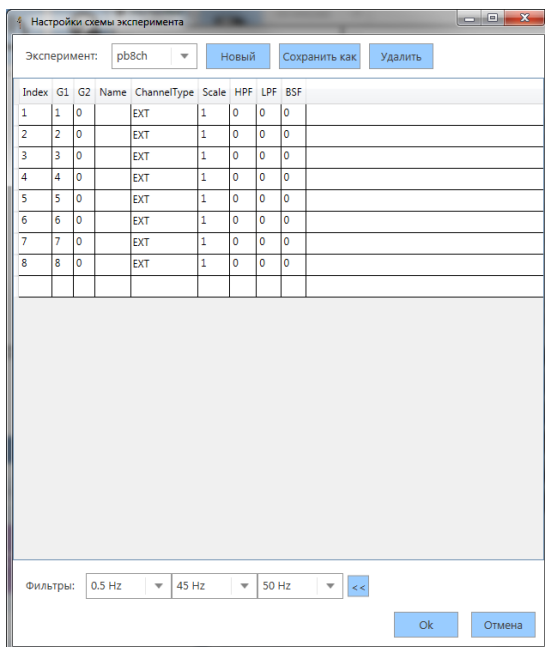 Настройки схемы эксперимента
Эксперимент: pb8ch Новый Сохранить как Удалить
Index G1 G2 Name ChannelType Scale HPF LPF BSF
1 1 0 EXT 1 0 0 0
2 2 0 EXT 1 0 0 0
3 3 0 EXT 1 0 0 0
4 4 0 EXT 1 0 0 0
5 5 0 EXT 1 0 0 0
6 6 0 EXT 1 0 0 0
7 7 0 EXT 1 0 0 0
8 8 0 EXT 1 0 0 0
Фильтры: 0.5 Hz 45 Hz 50 Hz <<
Ok Отмена